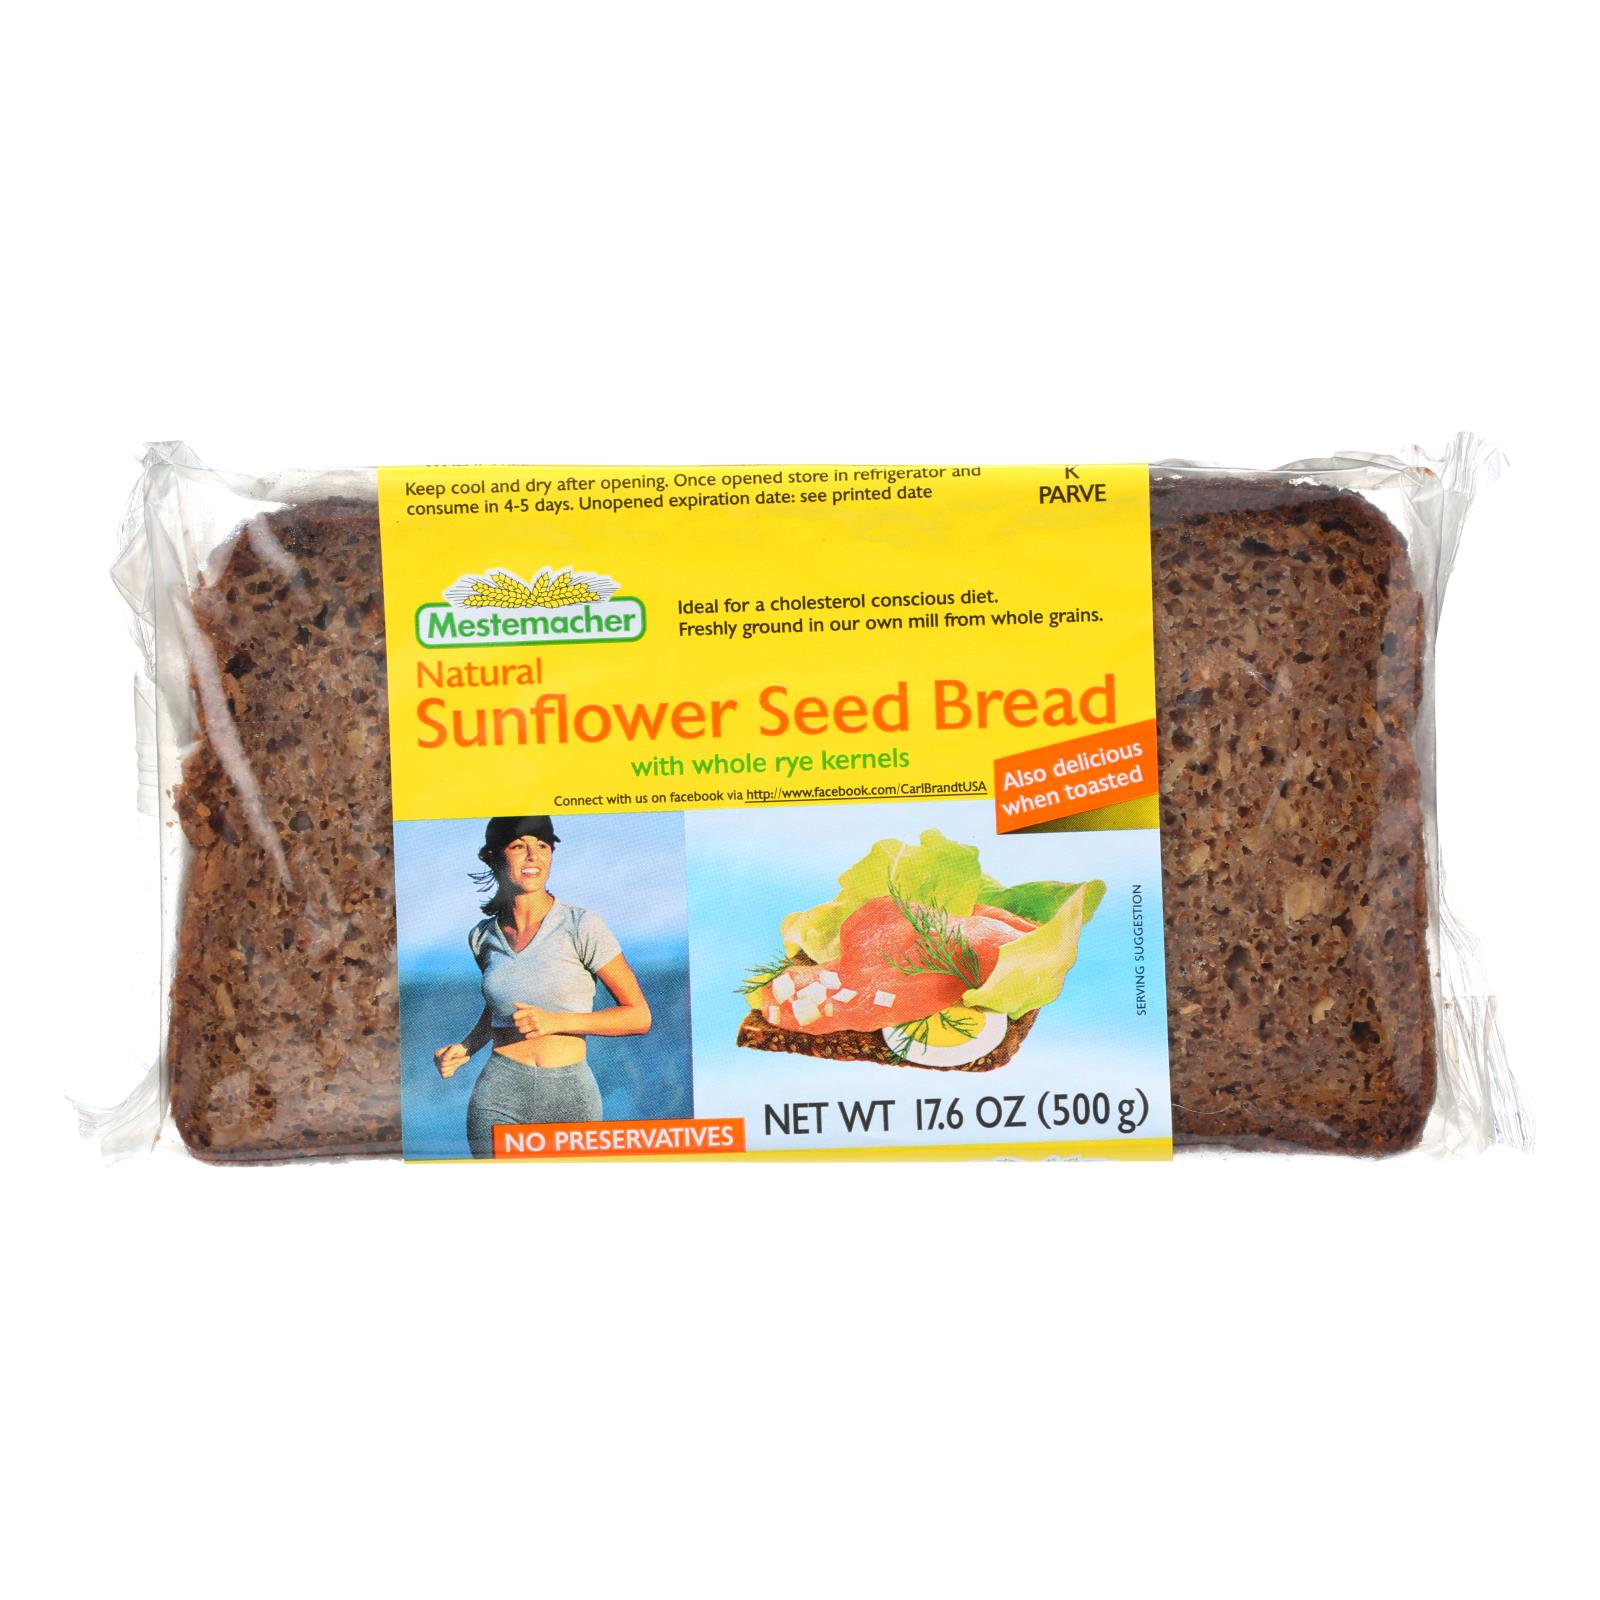 Keep cool and dry after opening. Once opened store in refrigerator and
consume in 4-5 days. Unopened expiration date: see printed date
K
PARVE
Mestemacher
Ideal for a cholesterol conscious diet.
Freshly ground in our own mill from whole grains.
Natural
Sunflower Seed Bread
with whole rye kernels
Connect with us on facebook via http://www.facebook.com/CarlBrandtUSA
Also delicious
when toasted
SERVING SUGGESTION
NO PRESERVATIVES
NET WT 17.6 OZ (500 g)